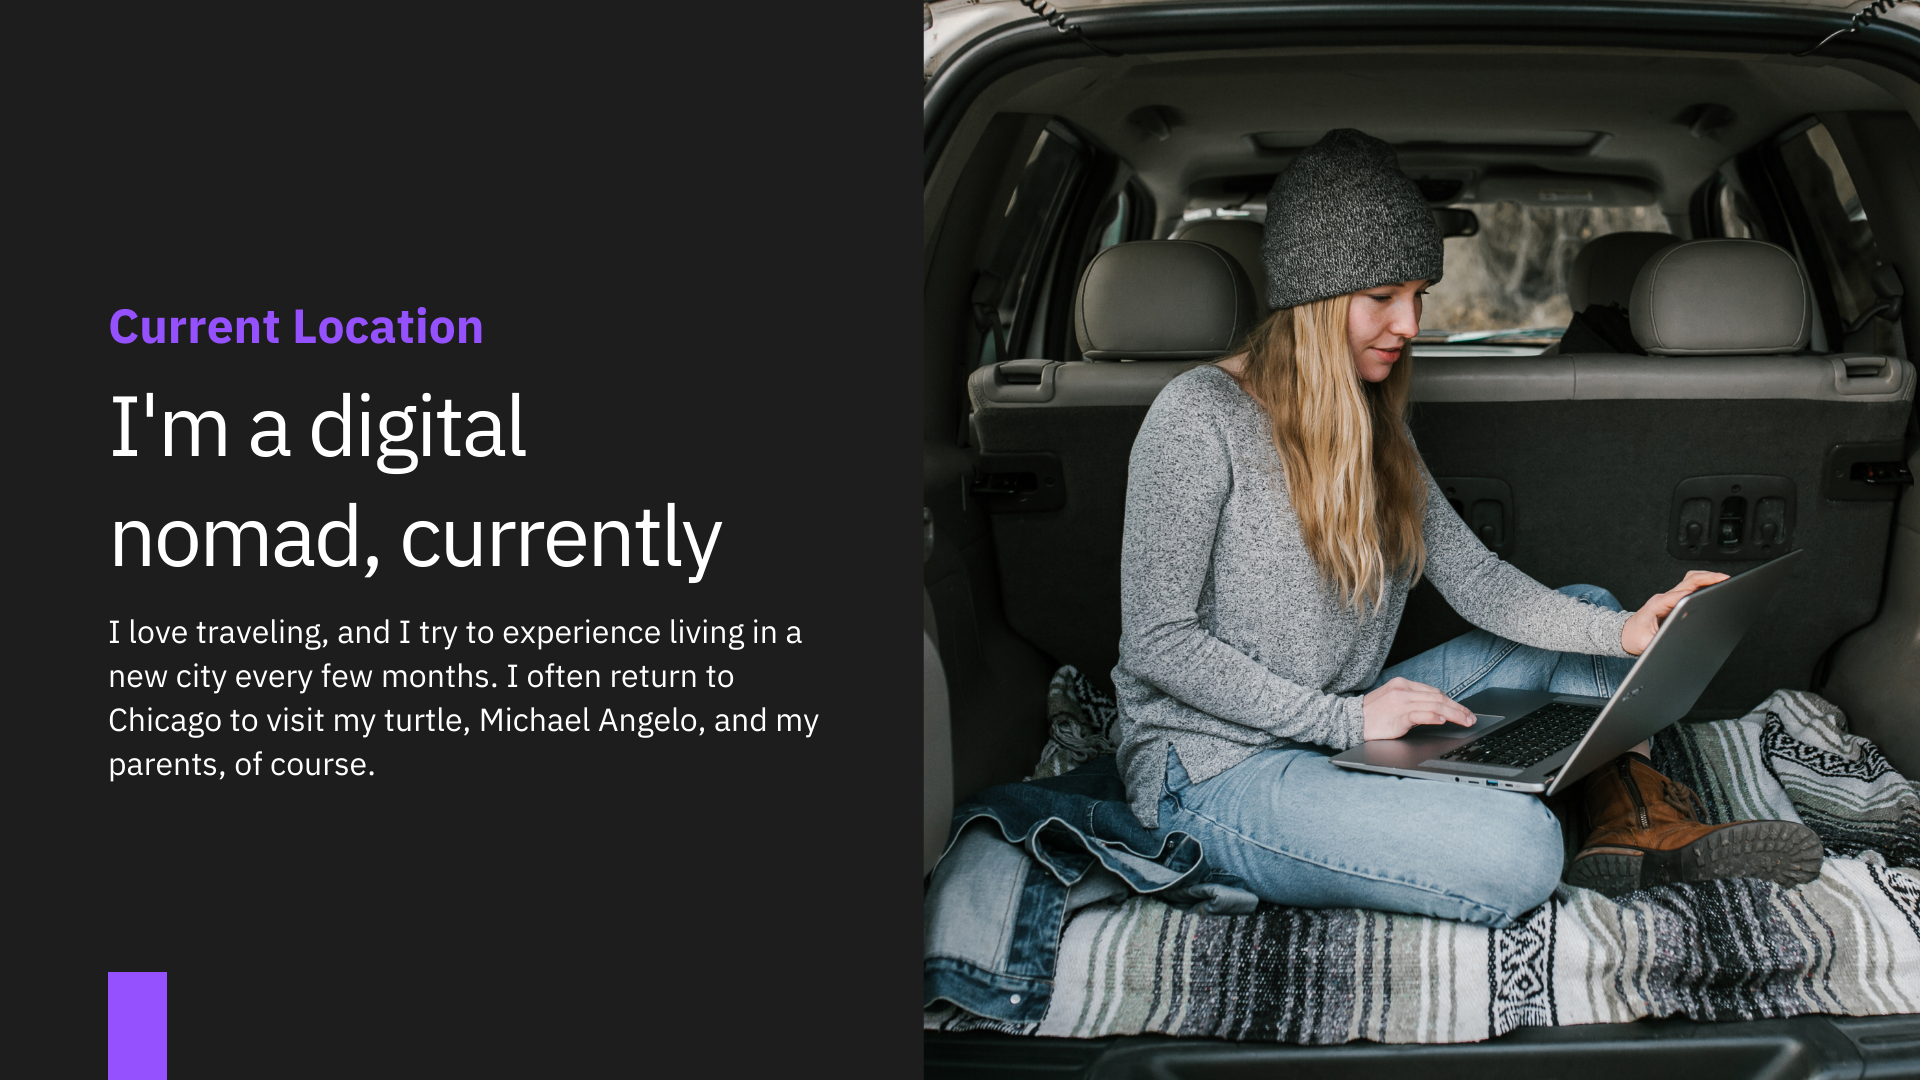 Current Location
I'm a digital
nomad, currently
I love traveling, and I try to experience living in a
new city every few months. I often return to
Chicago to visit my turtle, Michael Angelo, and my
parents, of course.